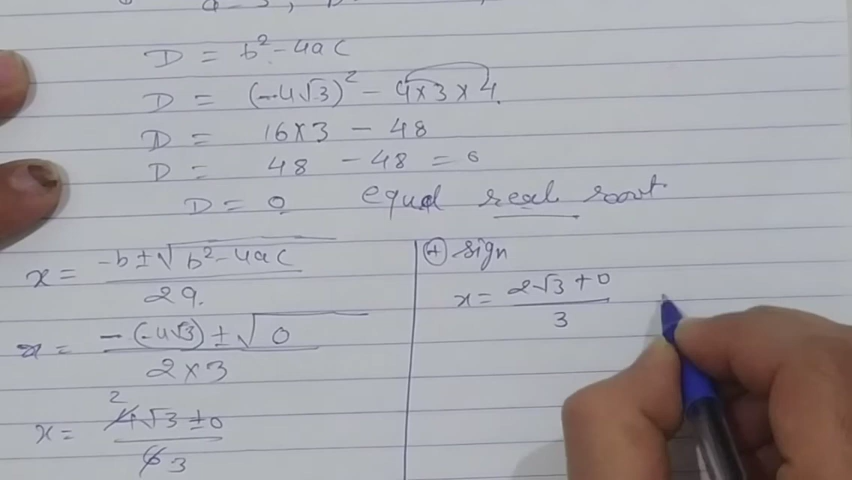 D = b² - 4ac
D = (-4√3)² - 4×3×4
D = 16×3 - 48
D = 48 - 48 = 0
D = 0 equal real root
x = -b±√b²-4ac / 2a
x = -(-4√3) ± √0 / 2×3
x = 2 4√3 ± 0 / 6 3
(+) sign
x = 2√3 + 0 / 3